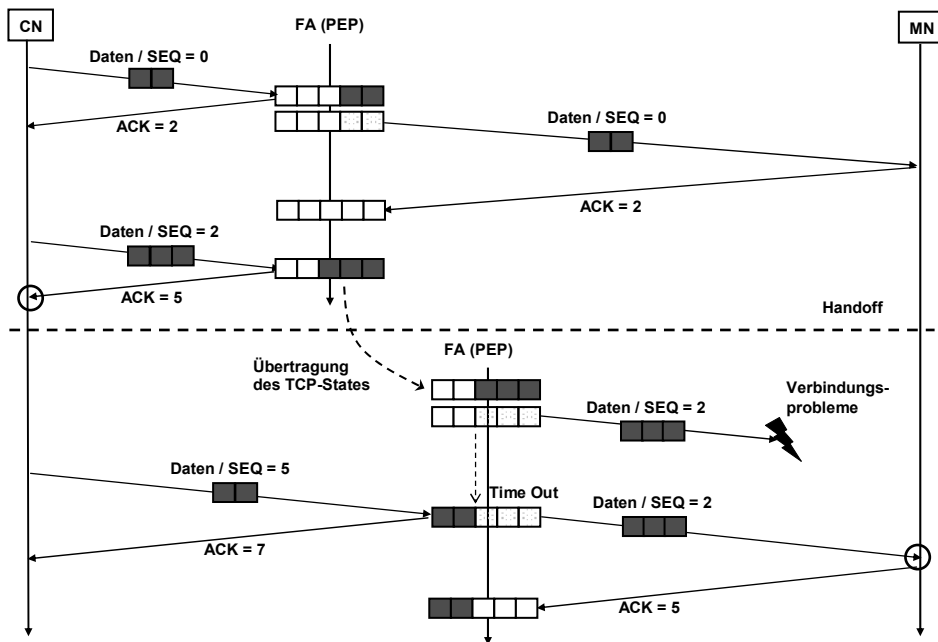 CN
FA (PEP)
MN
Daten / SEQ = 0
ACK = 2
Daten / SEQ = 0
ACK = 2
Daten / SEQ = 2
ACK = 5
Handoff
FA (PEP)
Übertragung
des TCP-States
Verbindungs-
probleme
Daten / SEQ = 2
Daten / SEQ = 5
Time Out
Daten / SEQ = 2
ACK = 7
ACK = 5